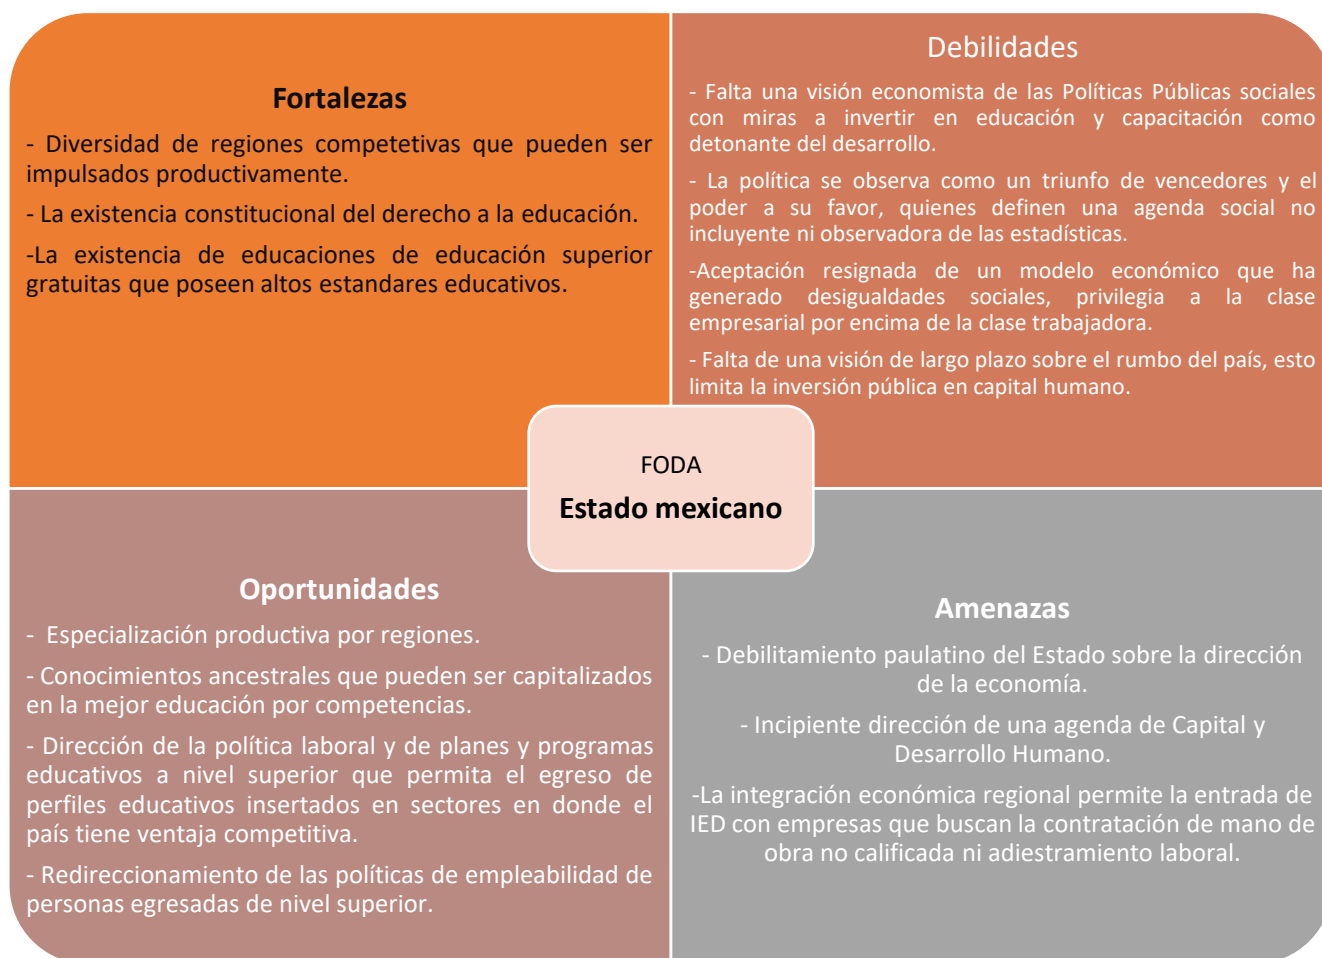 Fortalezas
- Diversidad de regiones competetivas que pueden ser
impulsados productivamente.
- La existencia constitucional del derecho a la educación.
-La existencia de educaciones de educación superior
gratuitas que poseen altos estandares educativos.
Debilidades
- Falta una visión economista de las Políticas Públicas sociales
con miras a invertir en educación y capacitación como
detonante del desarrollo.
- La política se observa como un triunfo de vencedores y el
poder a su favor, quienes definen una agenda social no
incluyente ni observadora de las estadísticas.
-Aceptación resignada de un modelo económico que ha
generado desigualdades sociales, privilegia a la clase
empresarial por encima de la clase trabajadora.
- Falta de una visión de largo plazo sobre el rumbo del país, esto
limita la inversión pública en capital humano.
FODA
Estado mexicano
Oportunidades
- Especialización productiva por regiones.
- Conocimientos ancestrales que pueden ser capitalizados
en la mejor educación por competencias.
- Dirección de la política laboral y de planes y programas
educativos a nivel superior que permita el egreso de
perfiles educativos insertados en sectores en donde el
país tiene ventaja competitiva.
- Redireccionamiento de las políticas de empleabilidad de
personas egresadas de nivel superior.
Amenazas
- Debilitamiento paulatino del Estado sobre la dirección
de la economía.
- Incipiente dirección de una agenda de Capital y
Desarrollo Humano.
-La integración económica regional permite la entrada de
IED con empresas que buscan la contratación de mano de
obra no calificada ni adiestramiento laboral.